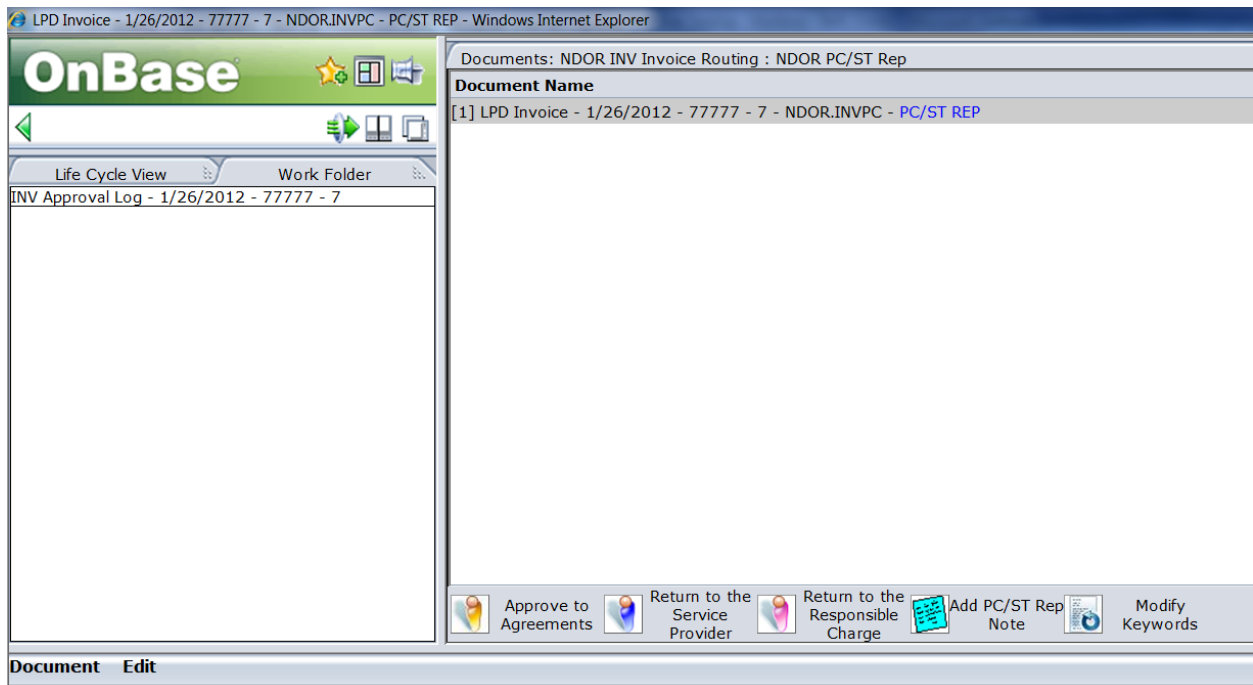 LPD Invoice - 1/26/2012 - 77777 - 7 - NDOR.INVPC - PC/ST REP - Windows Internet Explorer
OnBase
Documents: NDOR INV Invoice Routing : NDOR PC/ST Rep
Document Name
[1] LPD Invoice - 1/26/2012 - 77777 - 7 - NDOR.INVPC - PC/ST REP
Life Cycle View
Work Folder
INV Approval Log - 1/26/2012 - 77777 - 7
Approve to
Agreements
Return to the
Service
Provider
Return to the
Responsible
Charge
Add PC/ST Rep
Note
Modify
Keywords
Document Edit